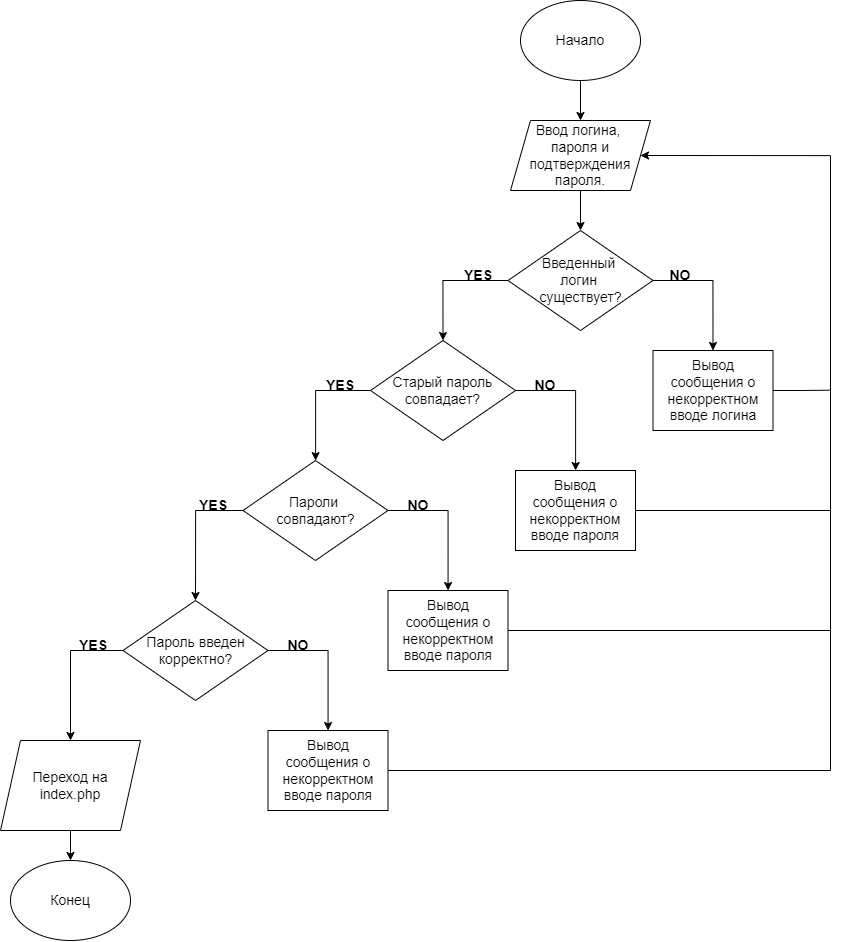 Начало
Ввод логина,
пароля и
подтверждения
пароля.
Введенный
логин
существует?
YES
NO
Вывод
сообщения о
некорректном
вводе логина
Старый пароль
совпадает?
YES
NO
Вывод
сообщения о
некорректном
вводе пароля
Пароли
совпадают?
YES
NO
Вывод
сообщения о
некорректном
вводе пароля
Пароль введен
корректно?
YES
NO
Вывод
сообщения о
некорректном
вводе пароля
Переход на
index.php
Конец